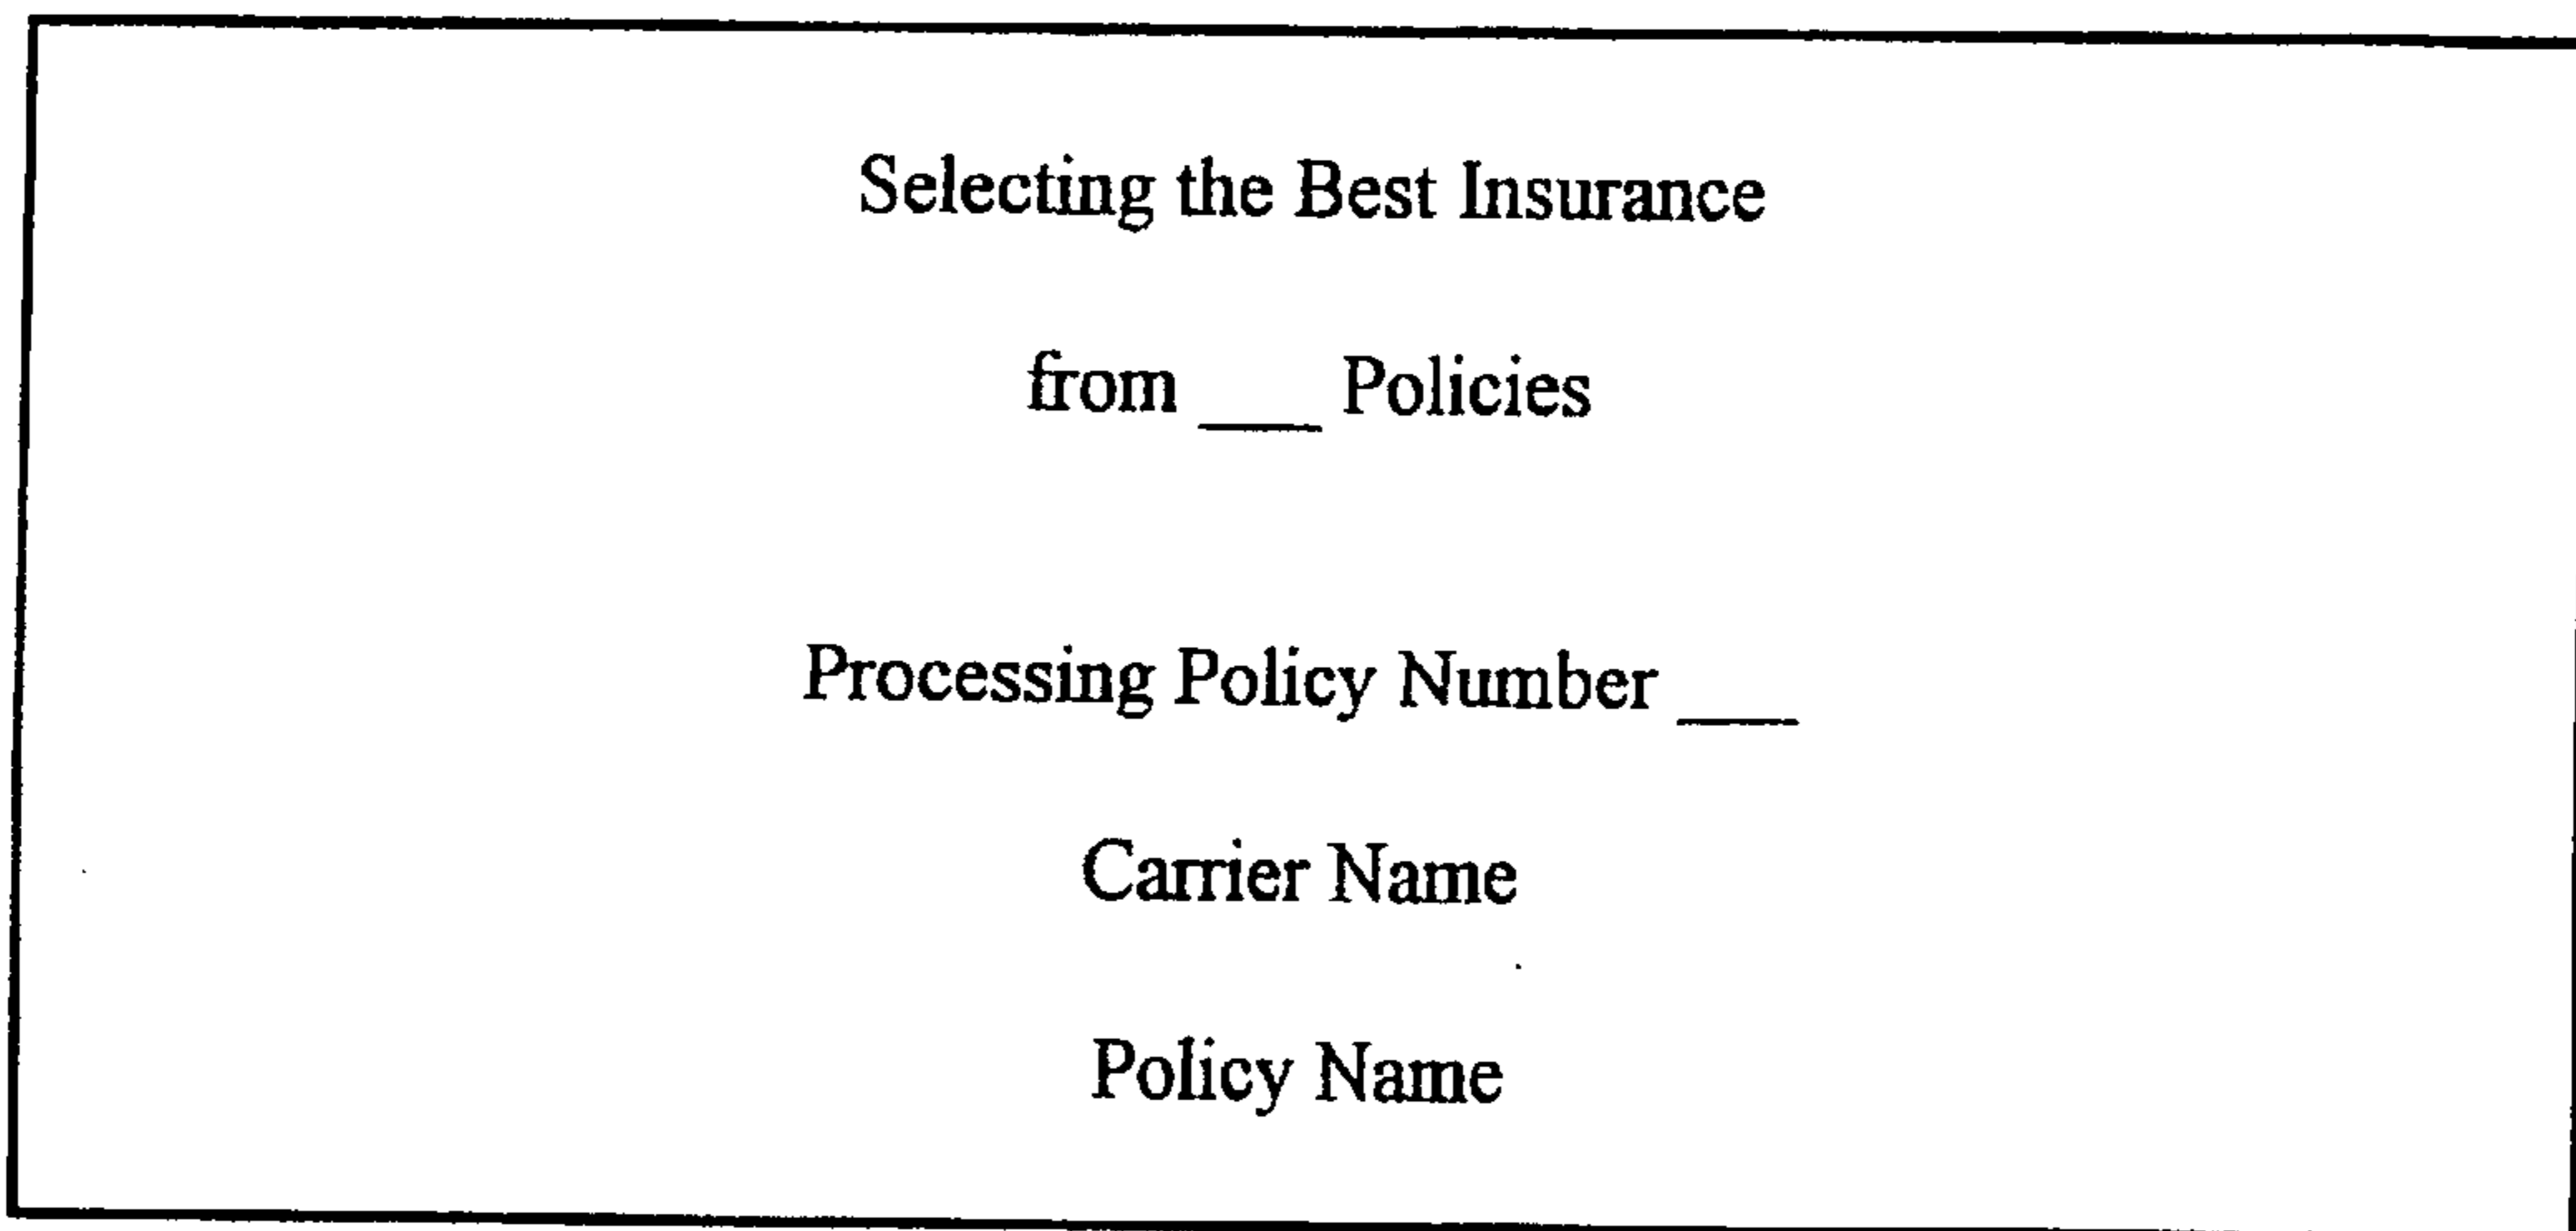 Selecting the Best Insurance
from ___ Policies
Processing Policy Number ___
Carrier Name
Policy Name